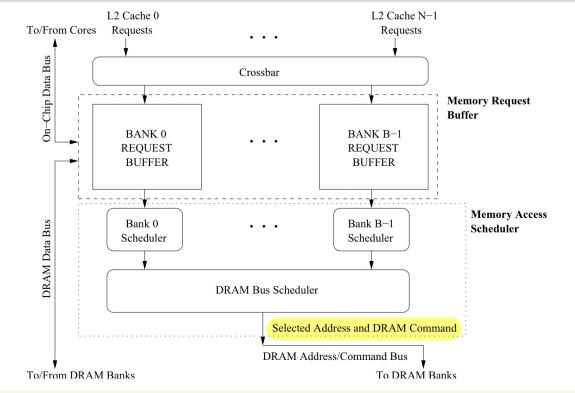 L2 Cache 0
Requests
L2 Cache N−1
Requests
To/From Cores
. . .
Crossbar
On−Chip Data Bus
Memory Request
Buffer
BANK 0
REQUEST
BUFFER
. . .
BANK B−1
REQUEST
BUFFER
Bank 0
Scheduler
. . .
Bank B−1
Scheduler
Memory Access
Scheduler
DRAM Data Bus
DRAM Bus Scheduler
Selected Address and DRAM Command
DRAM Address/Command Bus
To/From DRAM Banks
To DRAM Banks